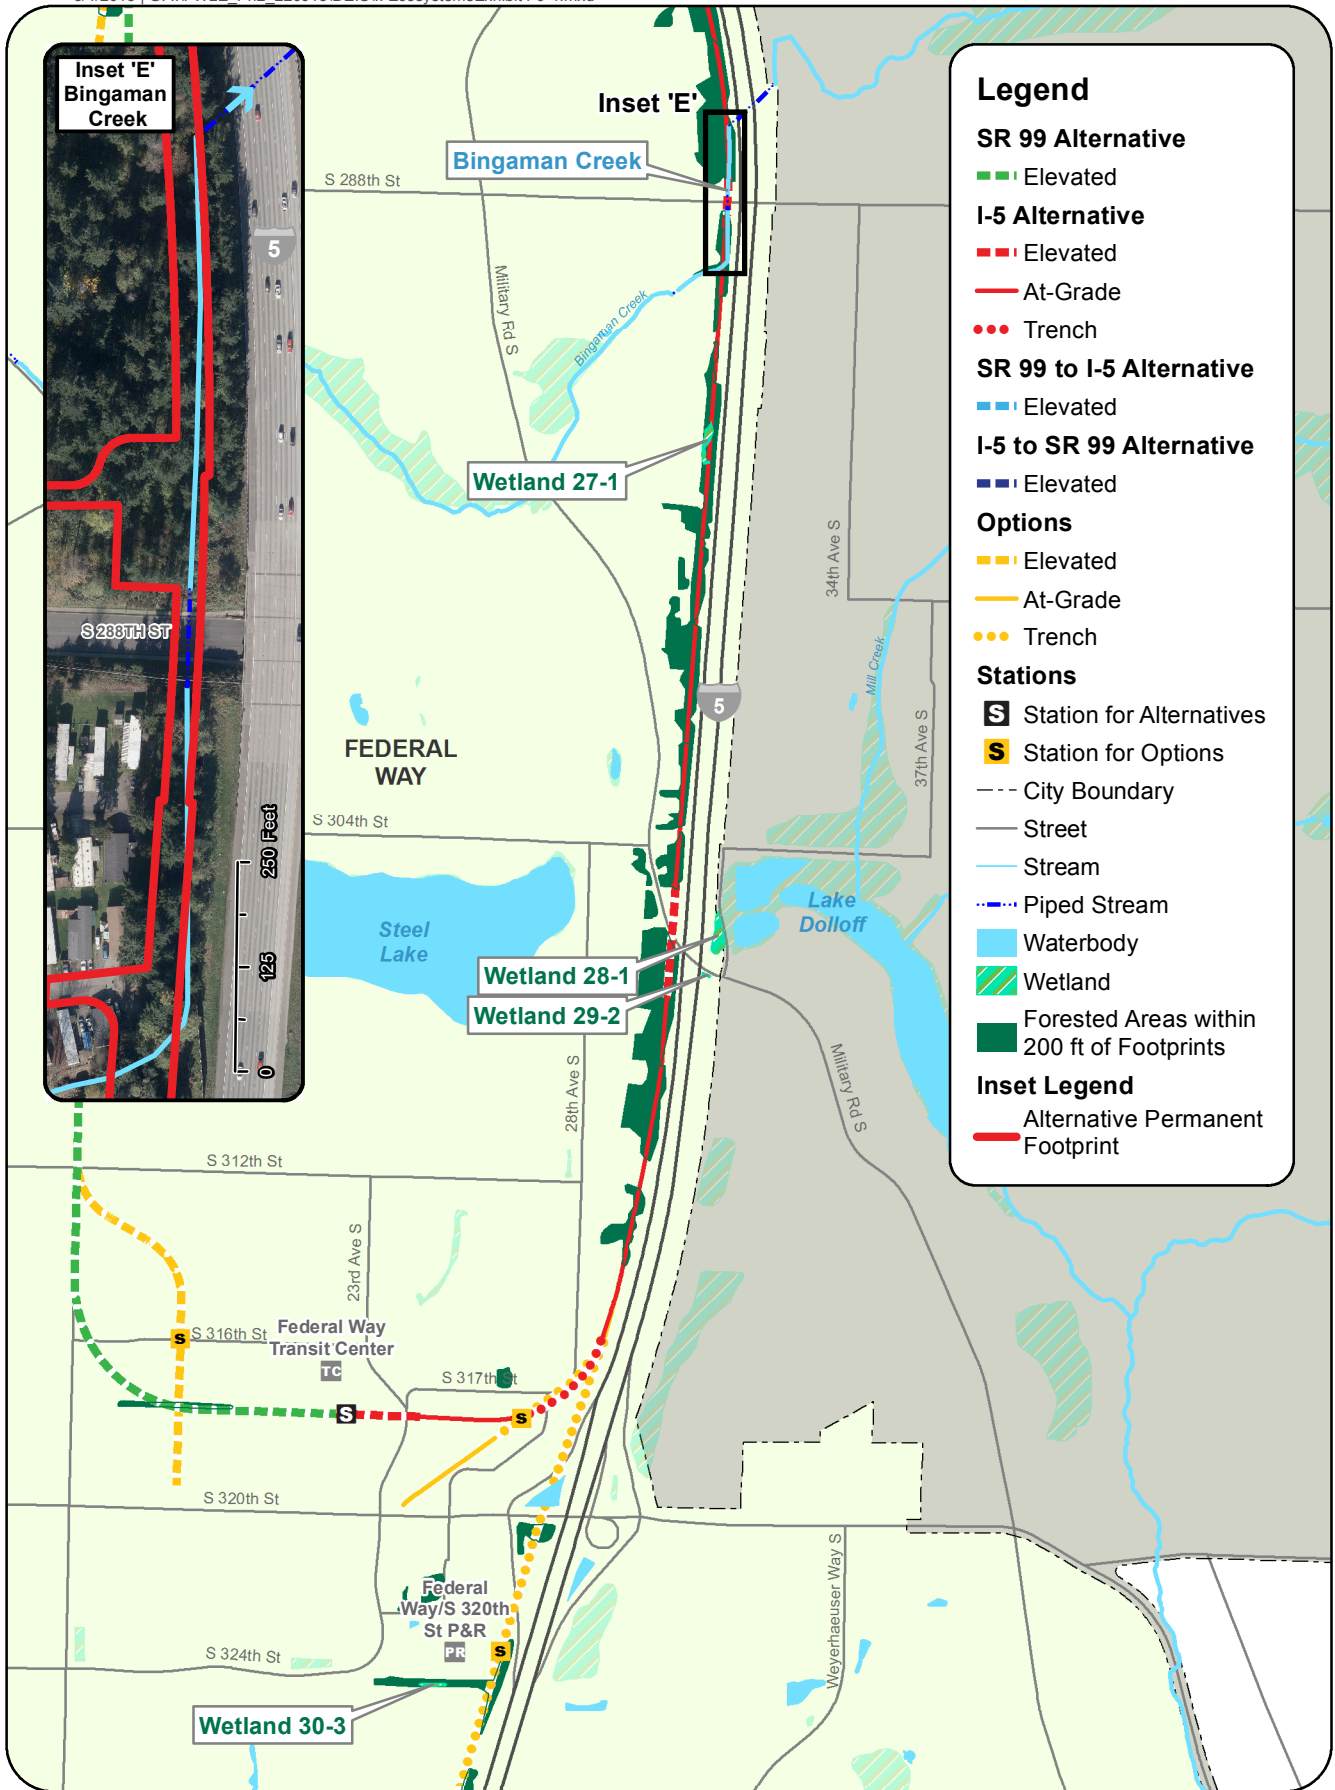 Inset 'E'
Bingaman
Creek
5
S 288TH ST
250 Feet
125
0
Inset 'E'
Bingaman Creek
S 288th St
Military Rd S
Bingaman Creek
Wetland 27-1
34th Ave S
Mill Creek
37th Ave S
5
FEDERAL
WAY
S 304th St
Steel
Lake
Lake
Dolloff
Wetland 28-1
Wetland 29-2
28th Ave S
Military Rd S
S 312th St
23rd Ave S
S 316th St
S
Federal Way
Transit Center
TC
S 317th St
S
S
S 320th St
Federal
Way/S 320th
St P&R
PR
S
S 324th St
Weyerhaeuser Way S
Wetland 30-3
Legend
SR 99 Alternative
Elevated
I-5 Alternative
Elevated
At-Grade
Trench
SR 99 to I-5 Alternative
Elevated
I-5 to SR 99 Alternative
Elevated
Options
Elevated
At-Grade
Trench
Stations
S Station for Alternatives
S Station for Options
City Boundary
Street
Stream
Piped Stream
Waterbody
Wetland
Forested Areas within
200 ft of Footprints
Inset Legend
Alternative Permanent
Footprint